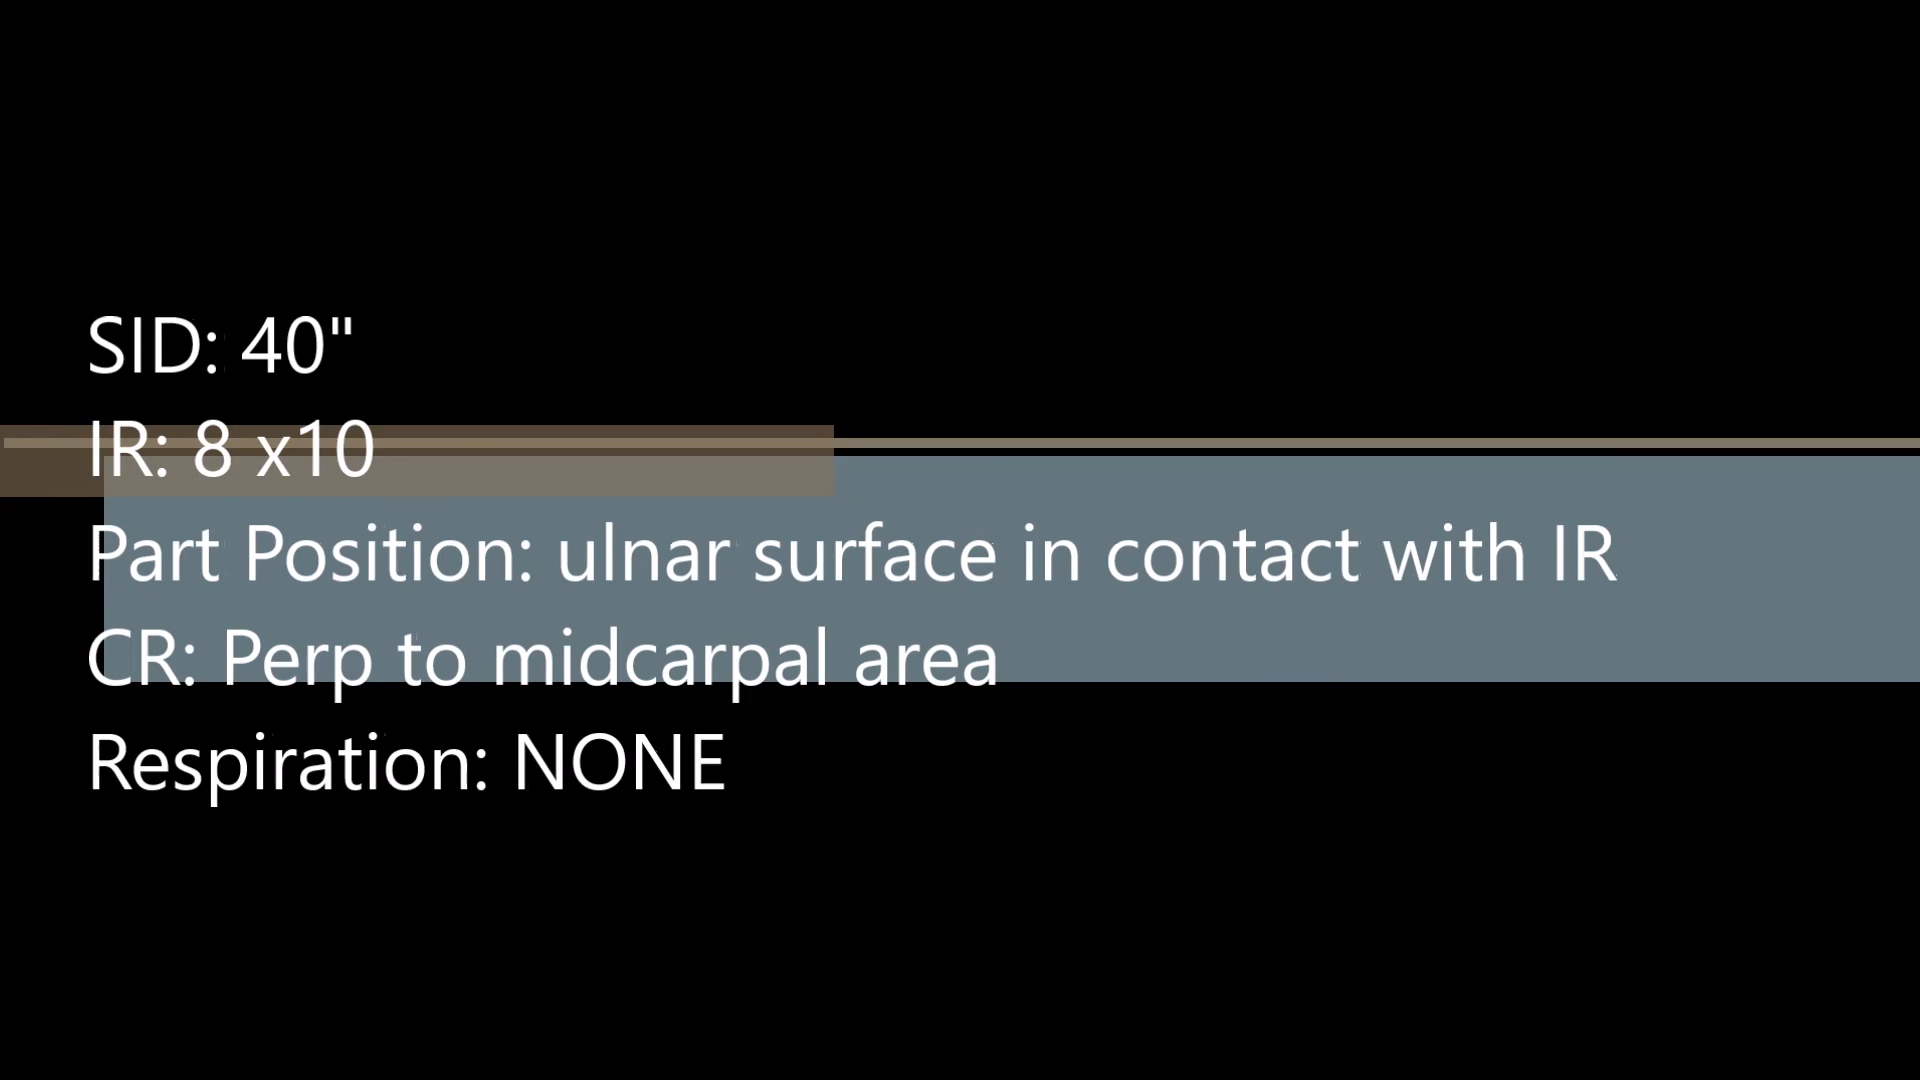 SID: 40"
IR: 8 x10
Part Position: ulnar surface in contact with IR
CR: Perp to midcarpal area
Respiration: NONE